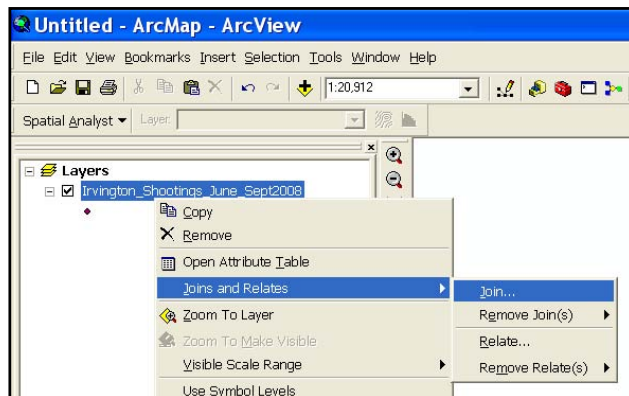 Untitled - ArcMap - ArcView
File Edit View Bookmarks Insert Selection Tools Window Help
1:20,912
Spatial Analyst Layer:
Layers
Irvington_Shootings_June_Sept2008
Copy
Remove
Open Attribute Table
Joins and Relates
Join...
Zoom To Layer
Remove Join(s)
Zoom To Make Visible
Relate...
Visible Scale Range
Remove Relate(s)
Use Symbol Levels